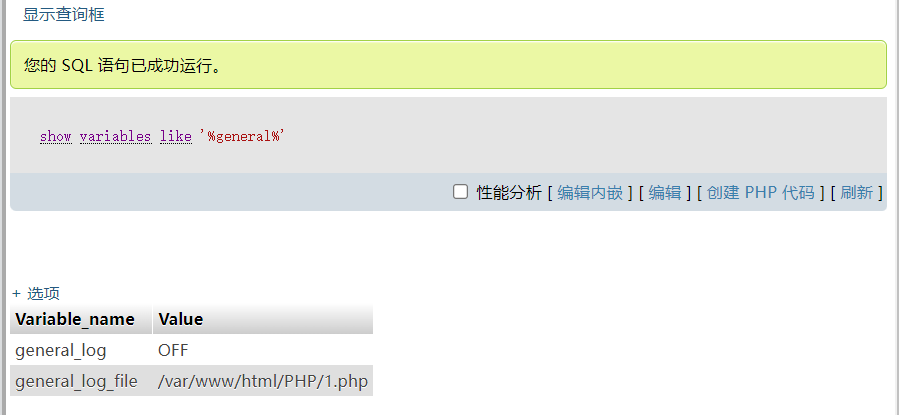 显示查询框
您的 SQL 语句已成功运行。
show variables like '%general%'
性能分析 [ 编辑内嵌 ] [ 编辑 ] [ 创建 PHP 代码 ] [ 刷新 ]
+ 选项
Variable_name Value
general_log OFF
general_log_file /var/www/html/PHP/1.php